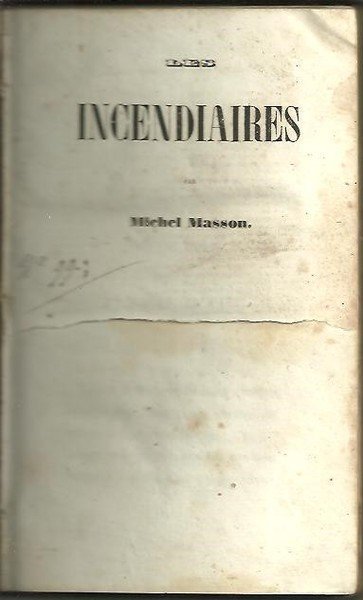 LES
INCENDIAIRES
PAR
Michel Masson.